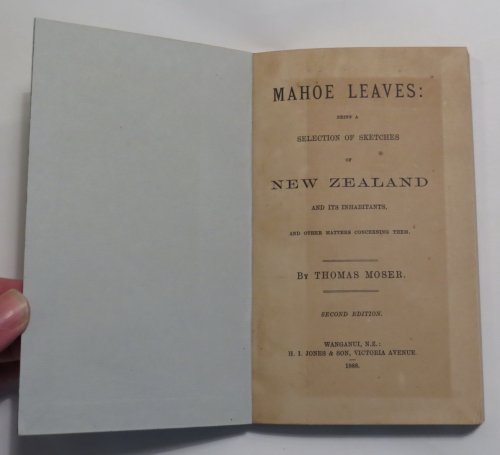 MAHOE LEAVES:
BEING A
SELECTION OF SKETCHES
OF
NEW ZEALAND
AND ITS INHABITANTS,
AND OTHER MATTERS CONCERNING THEM.
BY THOMAS MOSER.
SECOND EDITION.
WANGANUI, N.Z.:
H. I. JONES & SON, VICTORIA AVENUE.
1888.